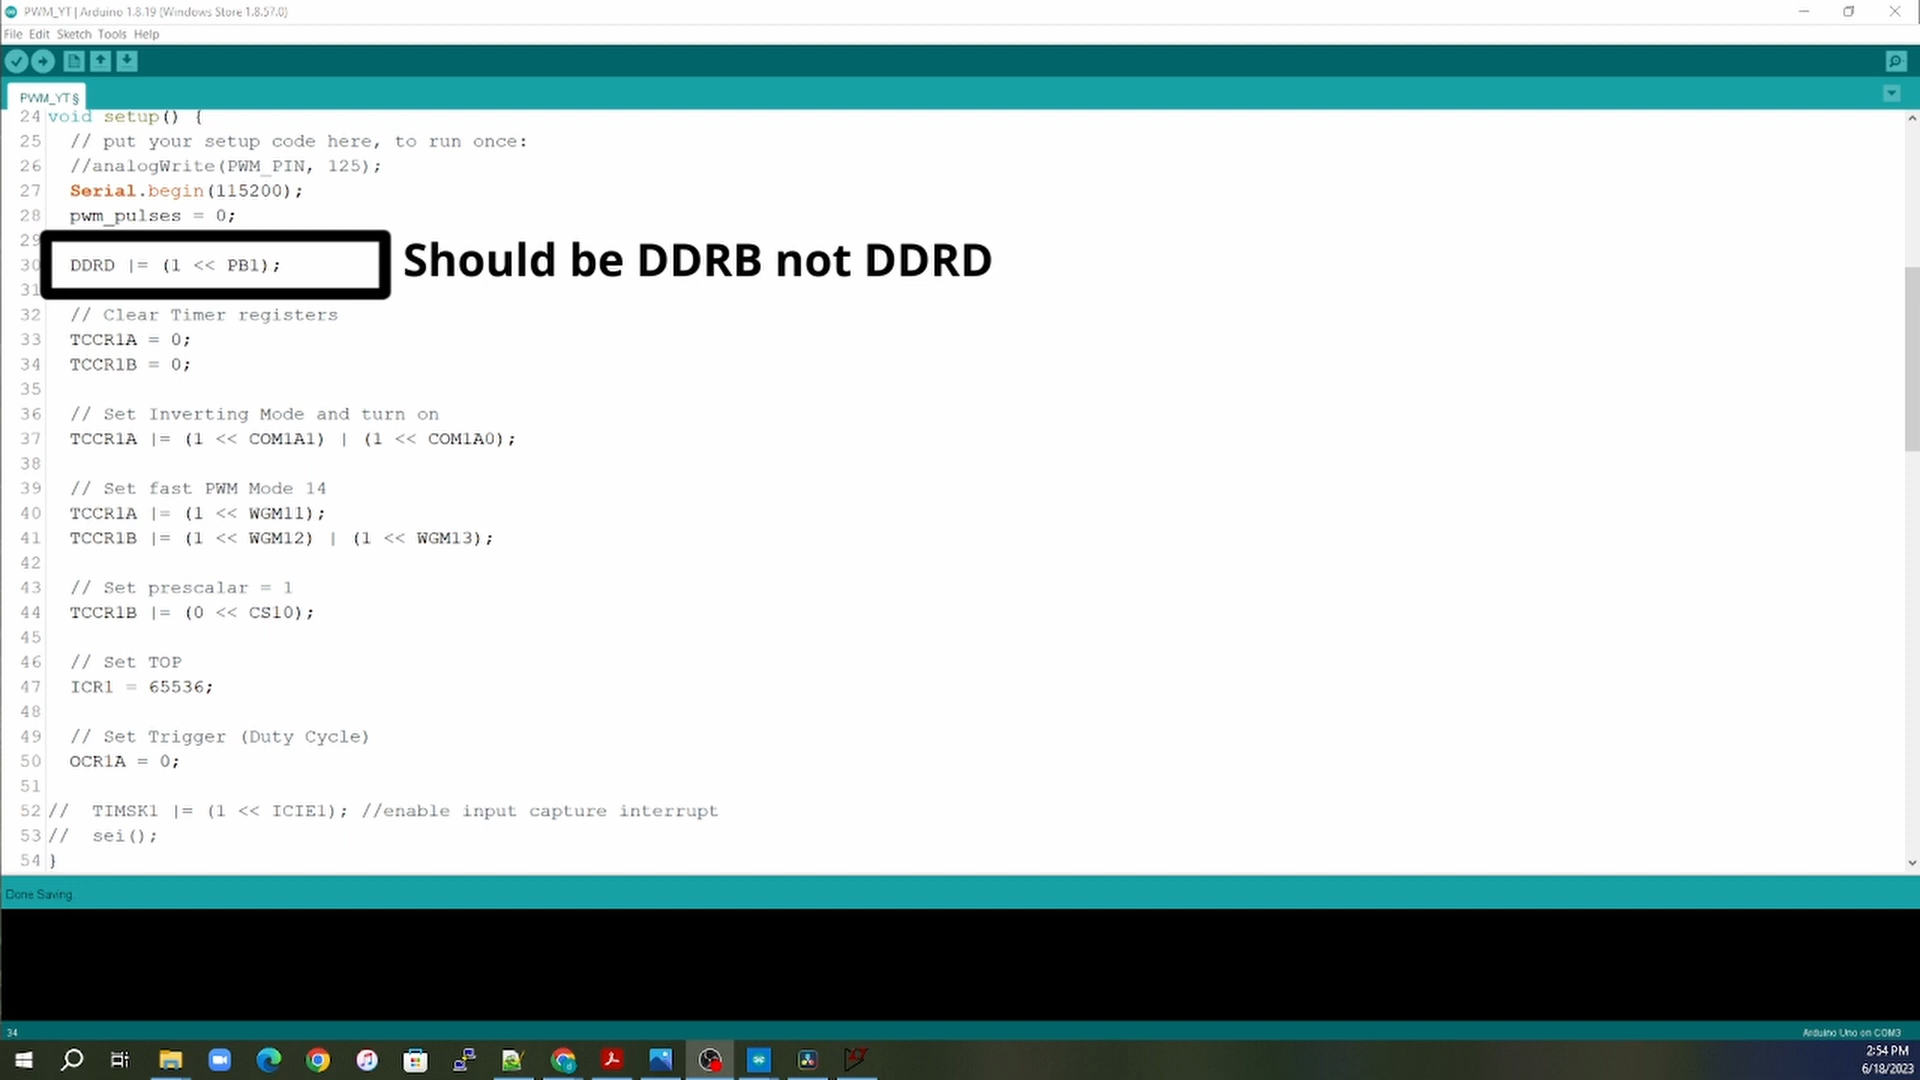 PWM_YT | Arduino 1.8.19 (Windows Store 1.8.57.0)
File Edit Sketch Tools Help
PWM_YT §
24 void setup() {
25 // put your setup code here, to run once:
26 //analogWrite(PWM_PIN, 125);
27 Serial.begin(115200);
28 pwm_pulses = 0;
29
30 DDRD |= (1 << PB1);
Should be DDRB not DDRD
31
32 // Clear Timer registers
33 TCCR1A = 0;
34 TCCR1B = 0;
35
36 // Set Inverting Mode and turn on
37 TCCR1A |= (1 << COM1A1) | (1 << COM1A0);
38
39 // Set fast PWM Mode 14
40 TCCR1A |= (1 << WGM11);
41 TCCR1B |= (1 << WGM12) | (1 << WGM13);
42
43 // Set prescalar = 1
44 TCCR1B |= (0 << CS10);
45
46 // Set TOP
47 ICR1 = 65536;
48
49 // Set Trigger (Duty Cycle)
50 OCR1A = 0;
51
52 // TIMSK1 |= (1 << ICIE1); //enable input capture interrupt
53 // sei();
54 }
Done Saving.
34
Arduino Uno on COM3
2:54 PM
6/18/2023